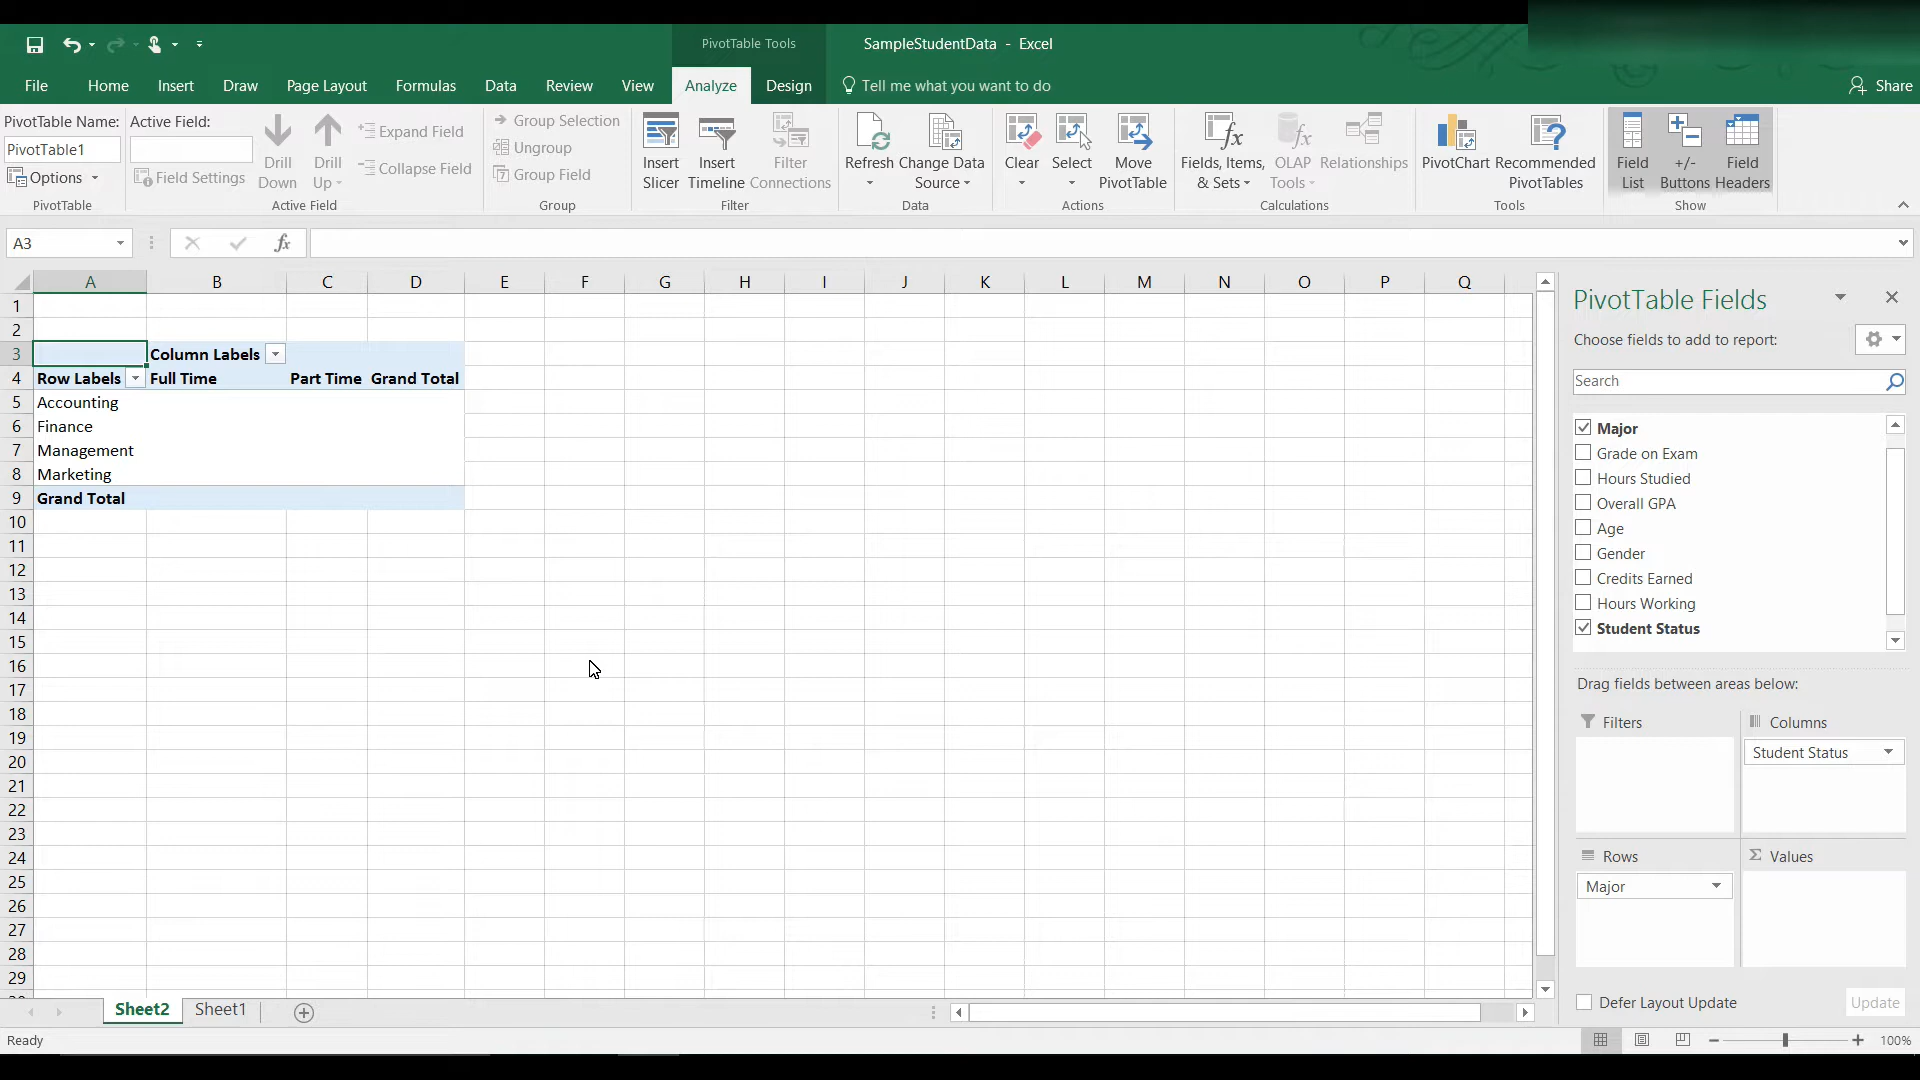 PivotTable Tools
SampleStudentData - Excel
File Home Insert Draw Page Layout Formulas Data Review View Analyze Design Tell me what you want to do Share
PivotTable Name:
PivotTable1
Options
PivotTable
Active Field:
Field Settings
Drill Down
Drill Up
Expand Field
Collapse Field
Active Field
Group Selection
Ungroup
Group Field
Group
Insert Slicer
Insert Timeline
Filter Connections
Filter
Refresh
Change Data Source
Data
Clear
Select
Move PivotTable
Actions
Fields, Items, & Sets
OLAP Tools
Relationships
Calculations
PivotChart
Recommended PivotTables
Tools
Field List
+/- Buttons
Field Headers
Show
A3
fx
A B C D E F G H I J K L M N O P Q
1
2
3 Column Labels
4 Row Labels Full Time Part Time Grand Total
5 Accounting
6 Finance
7 Management
8 Marketing
9 Grand Total
10
11
12
13
14
15
16
17
18
19
20
21
22
23
24
25
26
27
28
29
PivotTable Fields
Choose fields to add to report:
Search
Major
Grade on Exam
Hours Studied
Overall GPA
Age
Gender
Credits Earned
Hours Working
Student Status
Drag fields between areas below:
Filters
Columns
Student Status
Rows
Major
Σ Values
Defer Layout Update
Update
Sheet2 Sheet1
Ready
100%